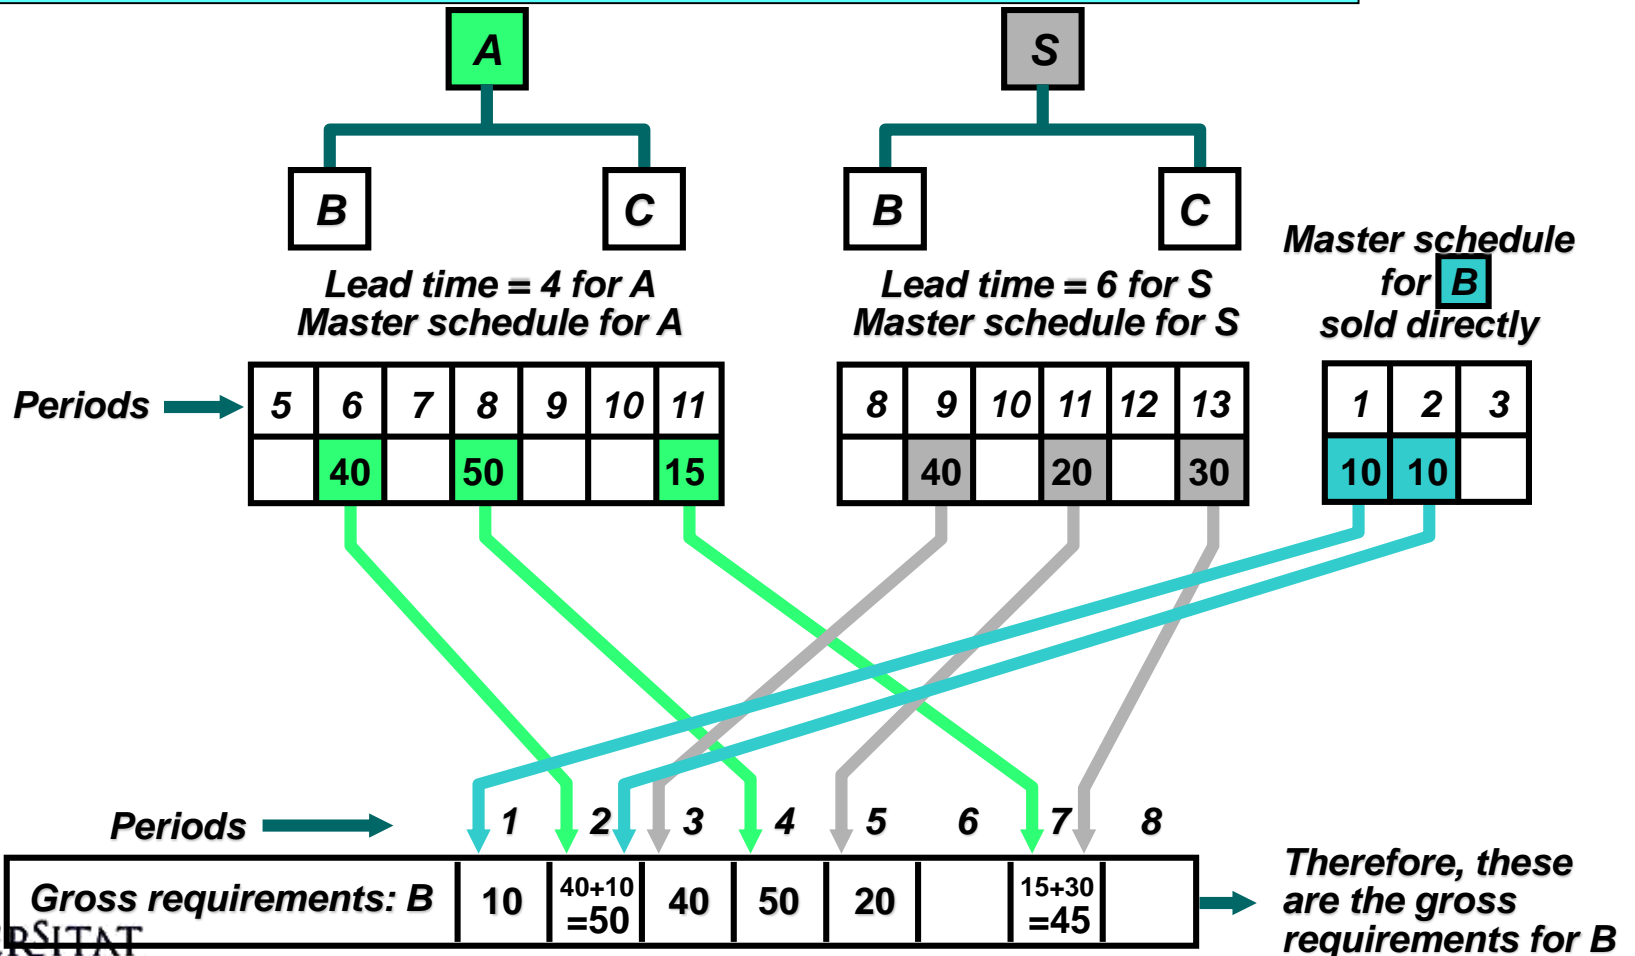 A
S
B
C
B
C
Lead time = 4 for A
Master schedule for A
Lead time = 6 for S
Master schedule for S
Master schedule
for B
sold directly
Periods
5 6 7 8 9 10 11
40 50 15
8 9 10 11 12 13
40 20 30
1 2 3
10 10
Periods
1 2 3 4 5 6 7 8
Gross requirements: B
10
40+10
=50
40
50
20
15+30
=45
Therefore, these
are the gross
requirements for B